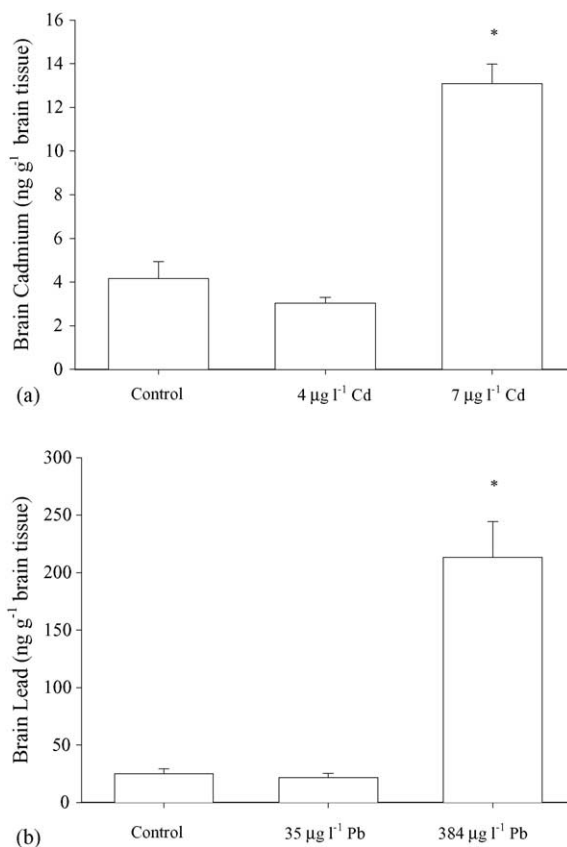 16
14
12
10
8
6
4
2
0
Brain Cadmium (ng g⁻¹ brain tissue)
*
Control
4 µg l⁻¹ Cd
7 µg l⁻¹ Cd
(a)
300
250
200
150
100
50
0
Brain Lead (ng g⁻¹ brain tissue)
*
Control
35 µg l⁻¹ Pb
384 µg l⁻¹ Pb
(b)